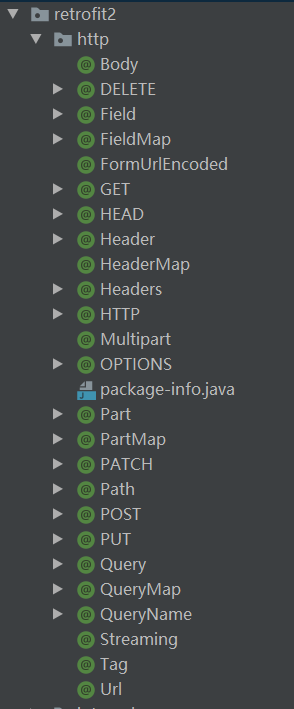 retrofit2
http
Body
DELETE
Field
FieldMap
FormUrlEncoded
GET
HEAD
Header
HeaderMap
Headers
HTTP
Multipart
OPTIONS
package-info.java
Part
PartMap
PATCH
Path
POST
PUT
Query
QueryMap
QueryName
Streaming
Tag
Url